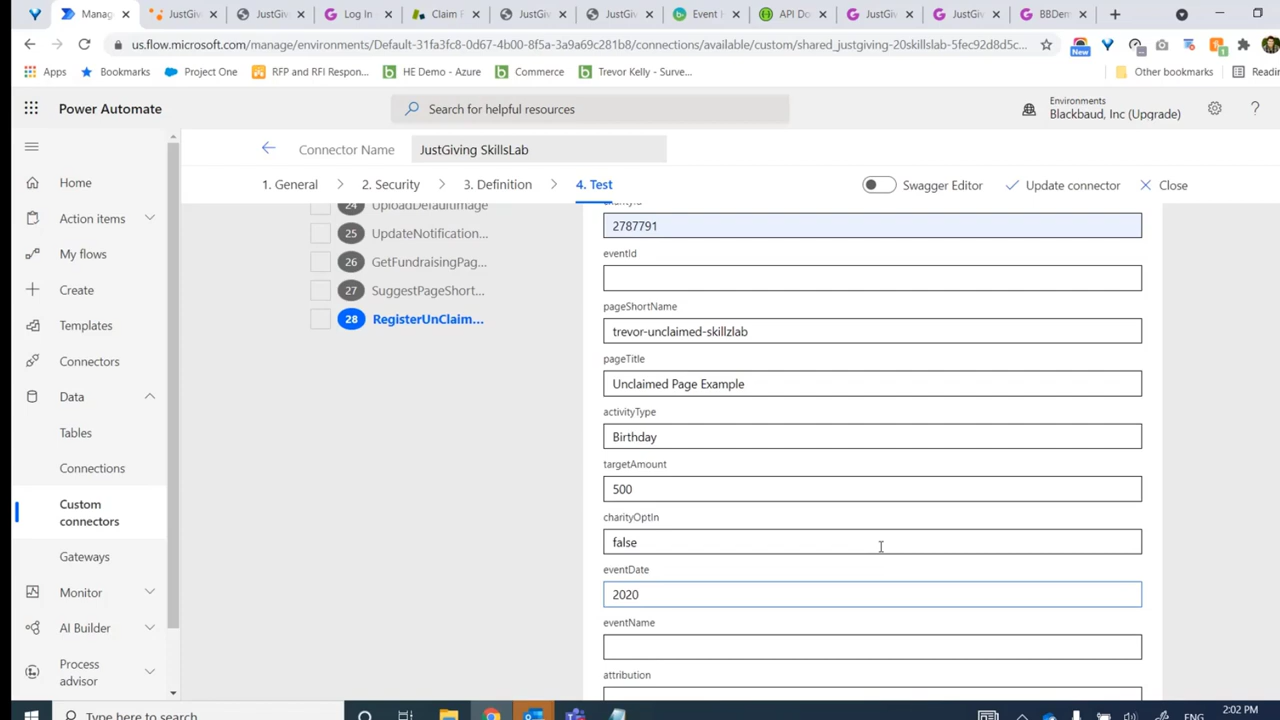 Manag
JustGiv
JustGiv
Log In
Claim F
JustGiv
JustGiv
Event H
API Do
JustGiv
JustGiv
BBDem
us.flow.microsoft.com/manage/environments/Default-31fa3fc8-0d67-4b00-8f5a-3a9a69c281b8/connections/available/custom/shared_justgiving-20skillslab-5fec92d8d5c...
New
1
Apps
Bookmarks
Project One
RFP and RFI Respon...
HE Demo - Azure
Commerce
Trevor Kelly - Surve...
Other bookmarks
Readin
Power Automate
Search for helpful resources
Environments
Blackbaud, Inc (Upgrade)
Connector Name
JustGiving SkillsLab
1. General
2. Security
3. Definition
4. Test
Swagger Editor
Update connector
Close
Home
Action items
My flows
Create
Templates
Connectors
Data
Tables
Connections
Custom
connectors
Gateways
Monitor
AI Builder
Process
advisor
24 UploadDefaultImage
25 UpdateNotification...
26 GetFundraisingPag...
27 SuggestPageShort...
28 RegisterUnClaim...
charityId
2787791
eventId
pageShortName
trevor-unclaimed-skillzlab
pageTitle
Unclaimed Page Example
activityType
Birthday
targetAmount
500
charityOptIn
false
eventDate
2020
eventName
attribution
Type here to search
ENG
2:02 PM